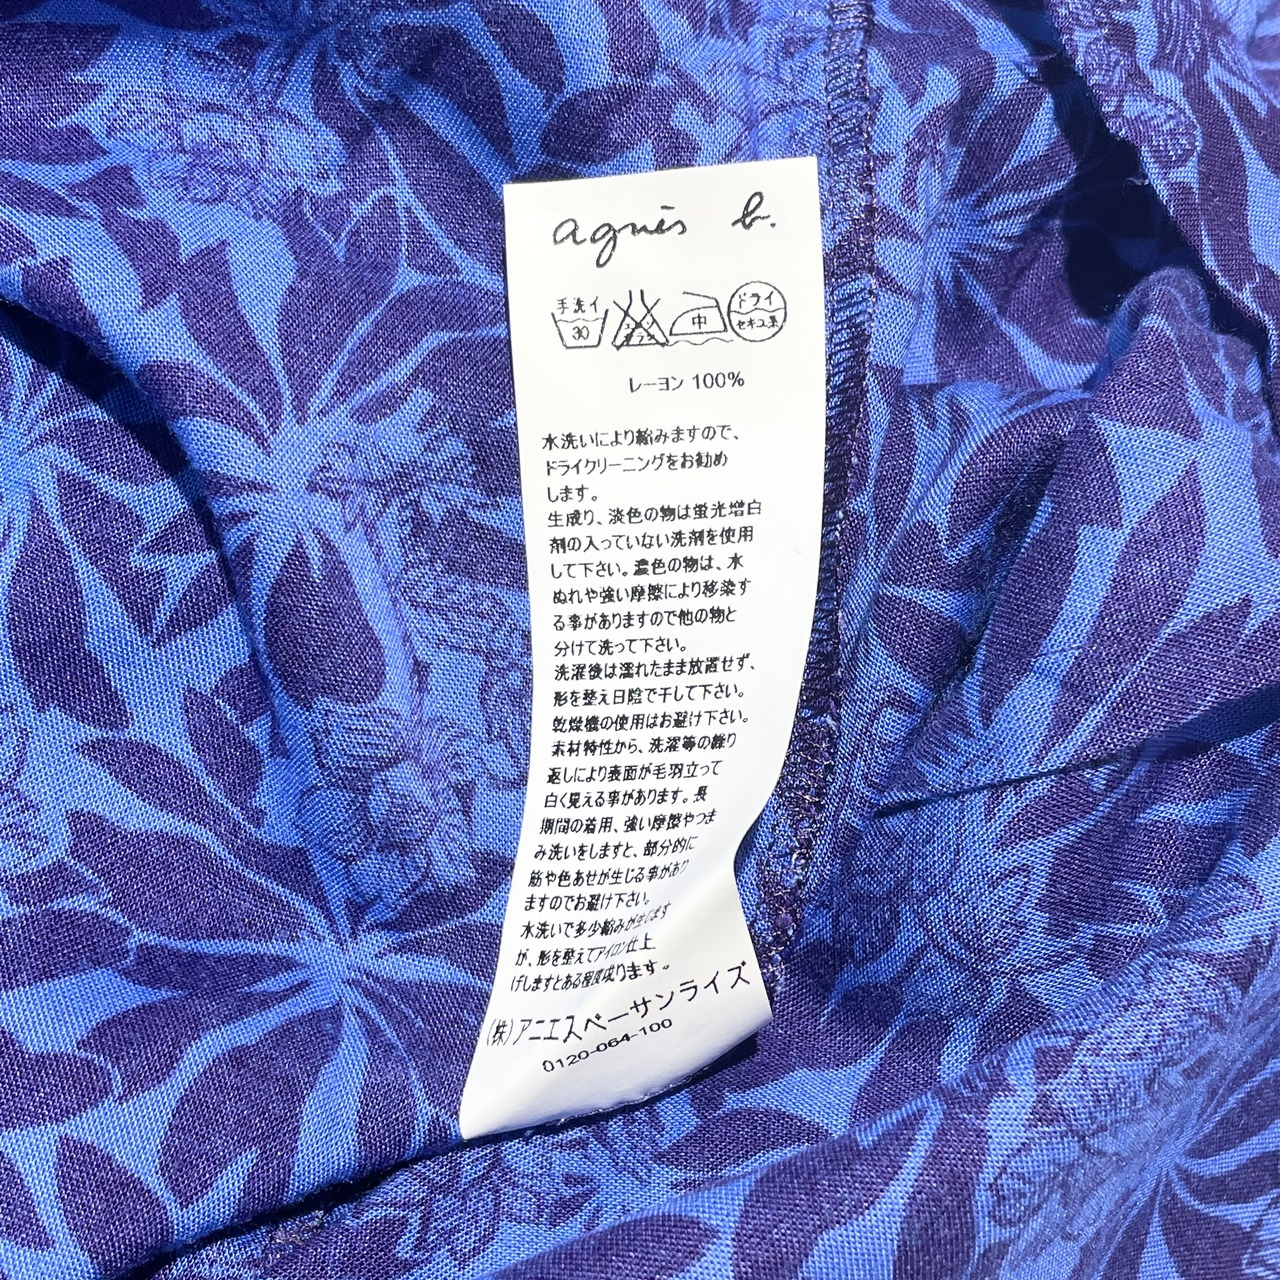 agnès b.
手洗イ
30
エンソ
サラシ
中
ドライ
セキユ系
レーヨン 100%
水洗いにより縮みますので、
ドライクリーニングをお勧め
します。
生成り、淡色の物は蛍光増白
剤の入っていない洗剤を使用
して下さい。濃色の物は、水
ぬれや強い摩擦により移染す
る事がありますので他の物と
分けて洗って下さい。
洗濯後は濡れたまま放置せず、
形を整え日陰で干して下さい。
乾燥機の使用はお避け下さい。
素材特性から、洗濯等の繰り
返しにより表面が毛羽立って
白く見える事があります。長
期間の着用、強い摩擦やつま
み洗いをしますと、部分的に
筋や色あせが生じる事があり
ますのでお避け下さい。
水洗いで多少縮みが生じます
が、形を整えてアイロン仕上
げしますとある程度戻ります。
(株)アニエスベーサンライズ
0120-064-100